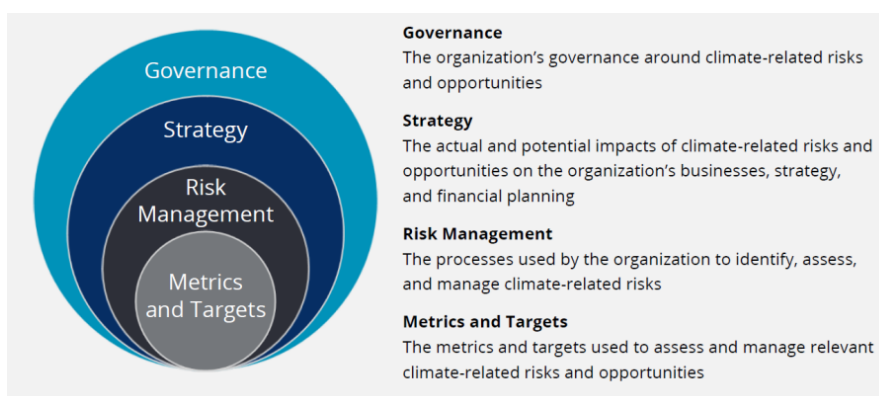 Governance
Strategy
Risk
Management
Metrics
and Targets
Governance
The organization’s governance around climate-related risks
and opportunities
Strategy
The actual and potential impacts of climate-related risks and
opportunities on the organization’s businesses, strategy,
and financial planning
Risk Management
The processes used by the organization to identify, assess,
and manage climate-related risks
Metrics and Targets
The metrics and targets used to assess and manage relevant
climate-related risks and opportunities